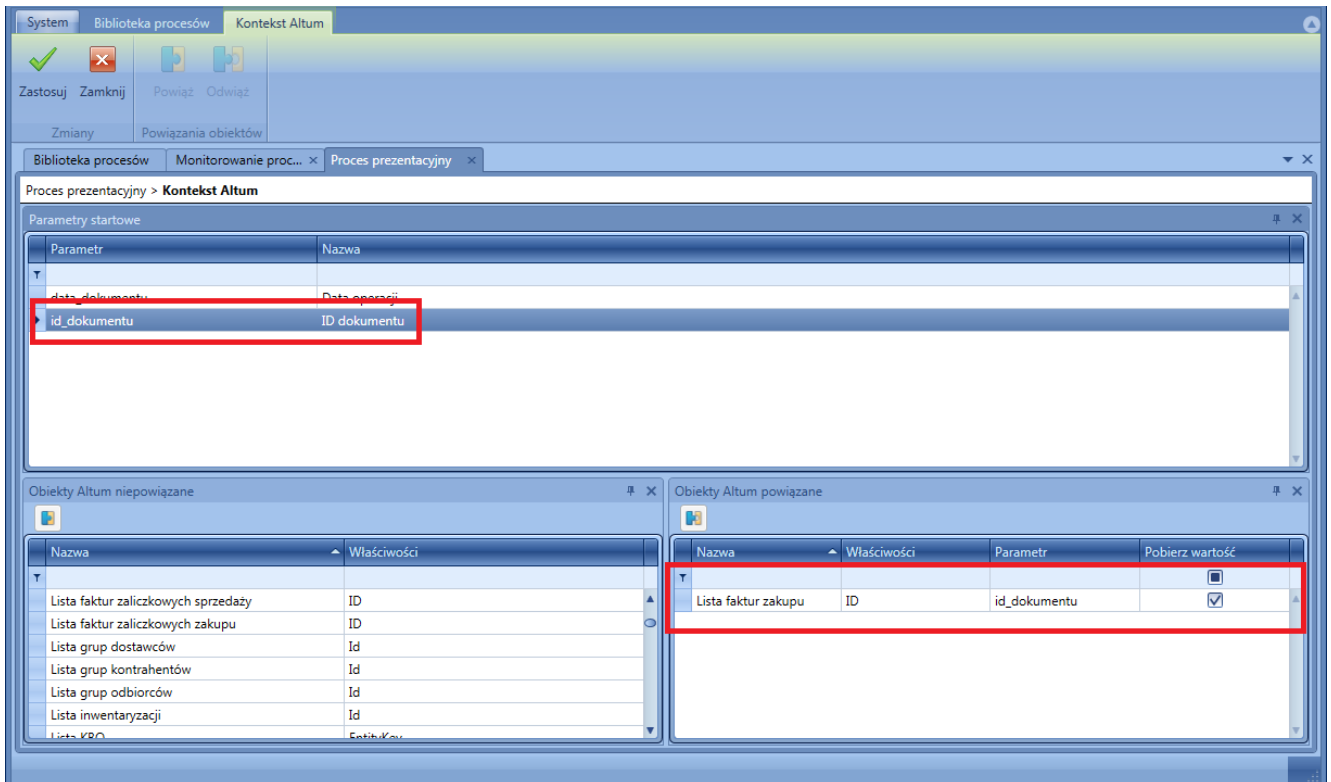 System Biblioteka procesów Kontekst Altum
Zastosuj Zamknij Powiąż Odwiąż
Zmiany Powiązania obiektów
Biblioteka procesów Monitorowanie proc... Proces prezentacyjny
Proces prezentacyjny > Kontekst Altum
Parametry startowe
Parametr Nazwa
data_dokumentu Data operacji
id_dokumentu ID dokumentu
Obiekty Altum niepowiązane
Nazwa Właściwości
Lista faktur zaliczkowych sprzedaży ID
Lista faktur zaliczkowych zakupu ID
Lista grup dostawców Id
Lista grup kontrahentów Id
Lista grup odbiorców Id
Lista inwentaryzacji Id
Lista KBO EntityKey
Obiekty Altum powiązane
Nazwa Właściwości Parametr Pobierz wartość
Lista faktur zakupu ID id_dokumentu